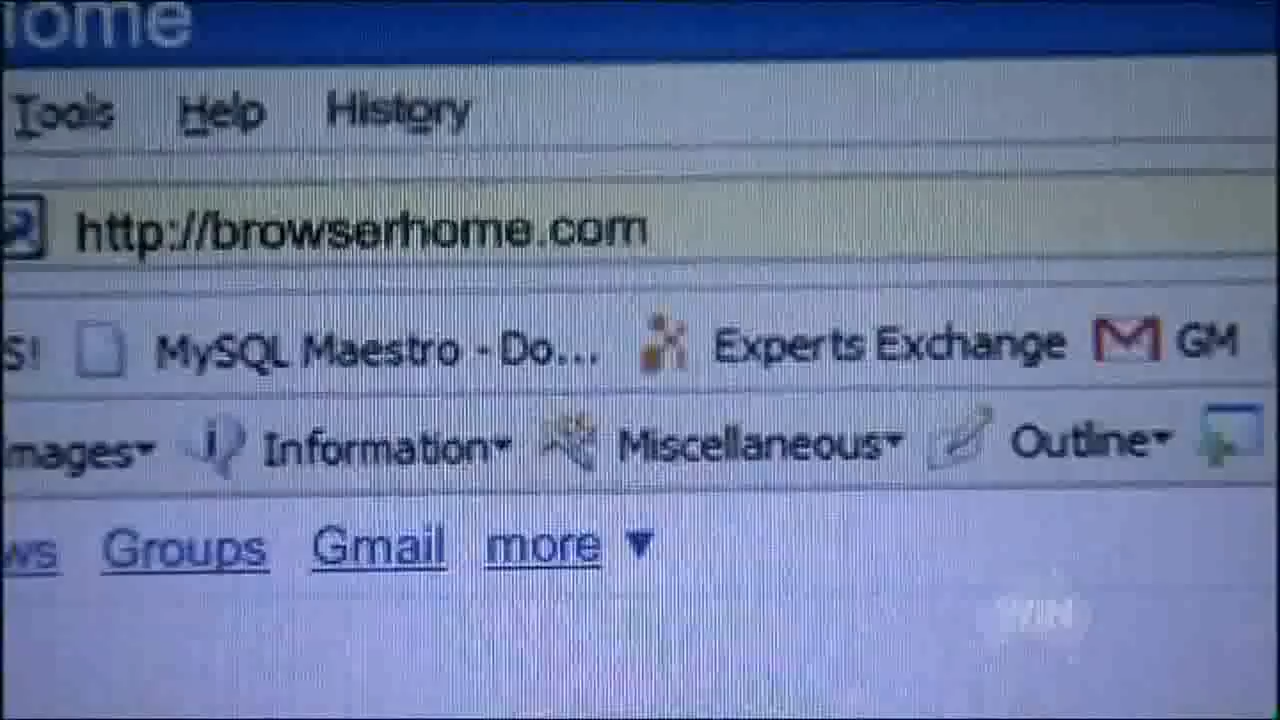 Home
Tools Help History
http://browserhome.com
S! MySQL Maestro - Do... Experts Exchange GM
mages Information Miscellaneous Outline
ws Groups Gmail more
WIN